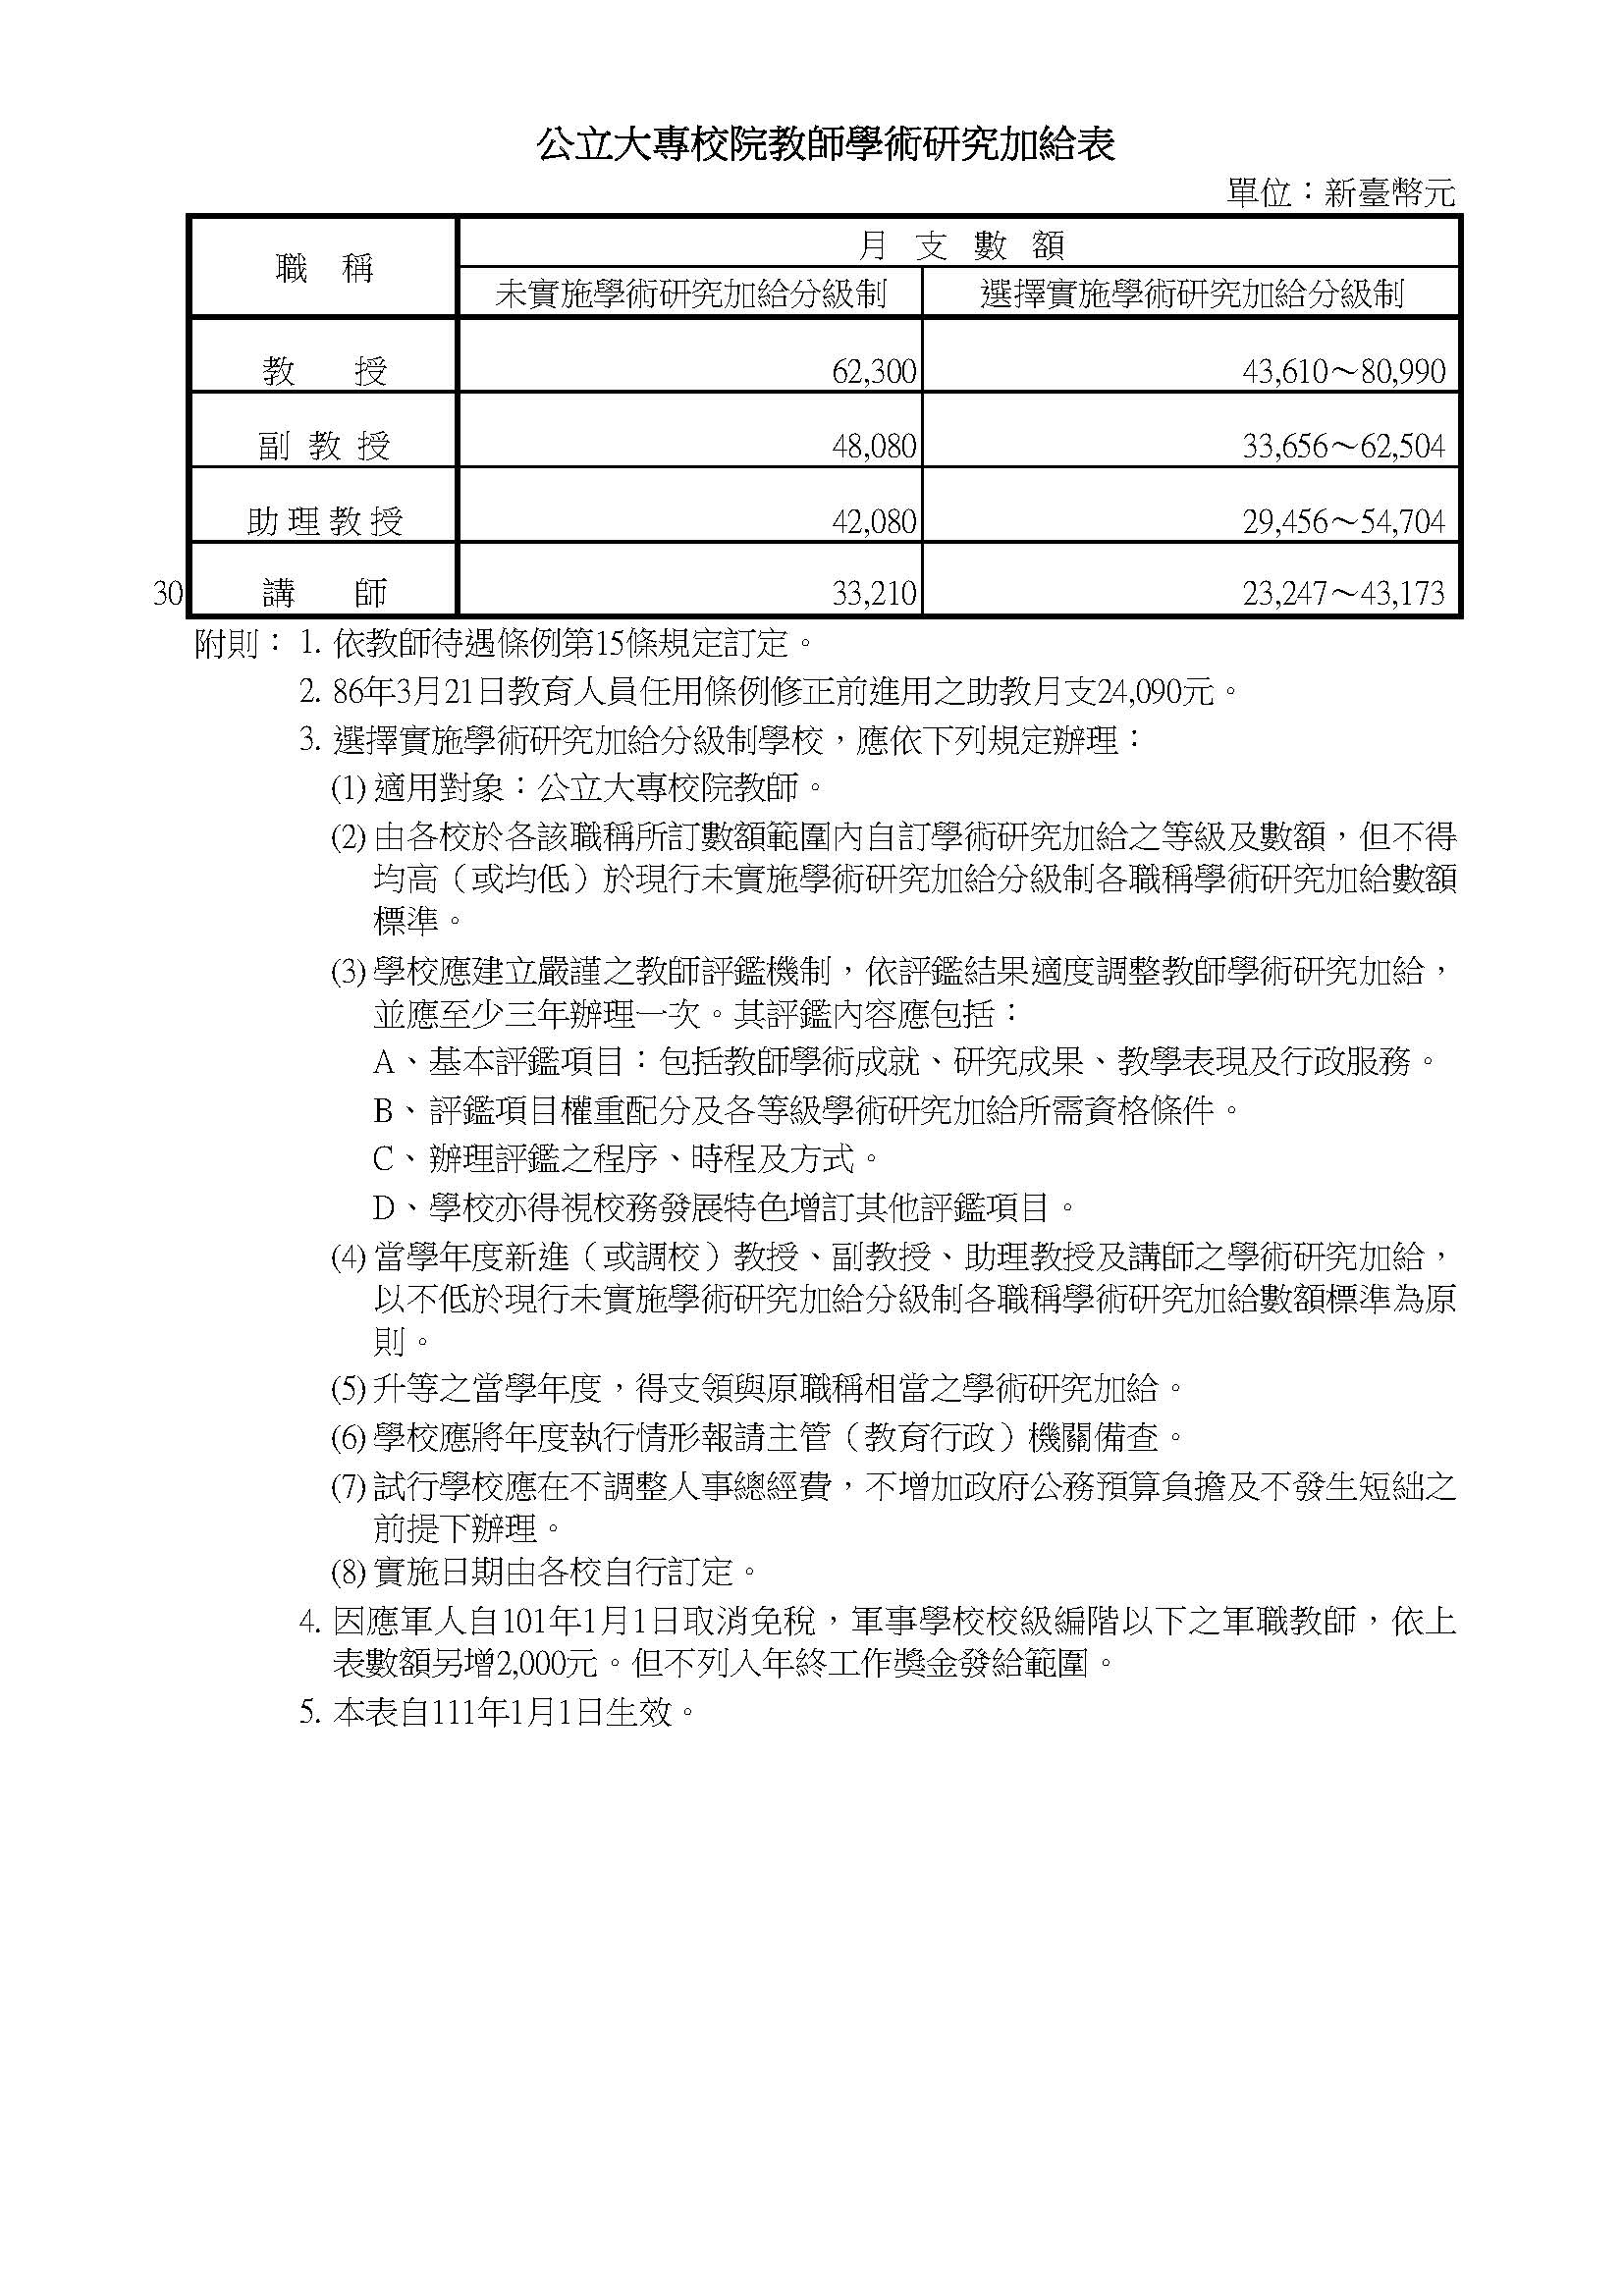 公立大專校院教師學術研究加給表
單位：新臺幣元
職 稱
月 支 數 額
未實施學術研究加給分級制 選擇實施學術研究加給分級制
教 授 62,300 43,610～80,990
副 教 授 48,080 33,656～62,504
助 理 教 授 42,080 29,456～54,704
30 講 師 33,210 23,247～43,173
附則： 1. 依教師待遇條例第15條規定訂定。
2. 86年3月21日教育人員任用條例修正前進用之助教月支24,090元。
3. 選擇實施學術研究加給分級制學校，應依下列規定辦理：
(1) 適用對象：公立大專校院教師。
(2) 由各校於各該職稱所訂數額範圍內自訂學術研究加給之等級及數額，但不得
均高（或均低）於現行未實施學術研究加給分級制各職稱學術研究加給數額
標準。
(3) 學校應建立嚴謹之教師評鑑機制，依評鑑結果適度調整教師學術研究加給，
並應至少三年辦理一次。其評鑑內容應包括：
A、基本評鑑項目：包括教師學術成就、研究成果、教學表現及行政服務。
B、評鑑項目權重配分及各等級學術研究加給所需資格條件。
C、辦理評鑑之程序、時程及方式。
D、學校亦得視校務發展特色增訂其他評鑑項目。
(4) 當學年度新進（或調校）教授、副教授、助理教授及講師之學術研究加給，
以不低於現行未實施學術研究加給分級制各職稱學術研究加給數額標準為原
則。
(5) 升等之當學年度，得支領與原職稱相當之學術研究加給。
(6) 學校應將年度執行情形報請主管（教育行政）機關備查。
(7) 試行學校應在不調整人事總經費，不增加政府公務預算負擔及不發生短絀之
前提下辦理。
(8) 實施日期由各校自行訂定。
4. 因應軍人自101年1月1日取消免稅，軍事學校校級編階以下之軍職教師，依上
表數額另增2,000元。但不列入年終工作獎金發給範圍。
5. 本表自111年1月1日生效。